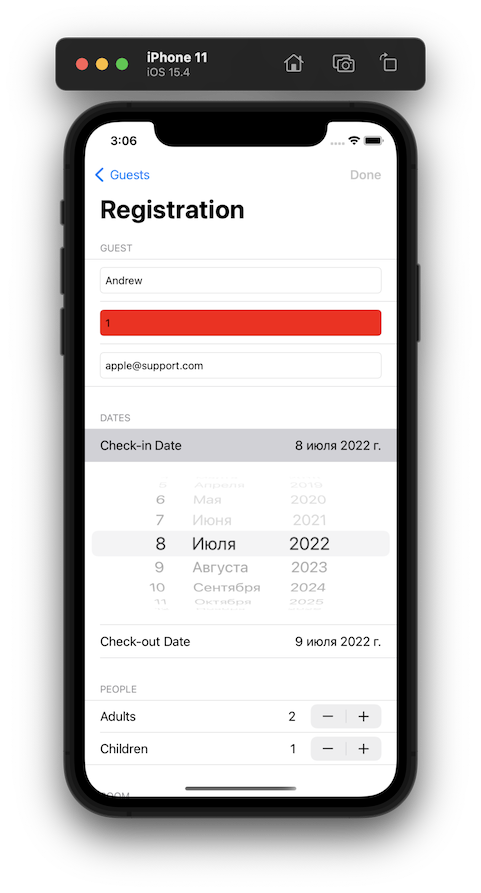 iPhone 11
iOS 15.4
3:06
Guests Done
Registration
GUEST
Andrew
1
apple@support.com
DATES
Check-in Date 8 июля 2022 г.
5 Апреля 2019
6 Мая 2020
7 Июня 2021
8 Июля 2022
9 Августа 2023
10 Сентября 2024
11 Октября 2025
Check-out Date 9 июля 2022 г.
PEOPLE
Adults 2 − +
Children 1 − +